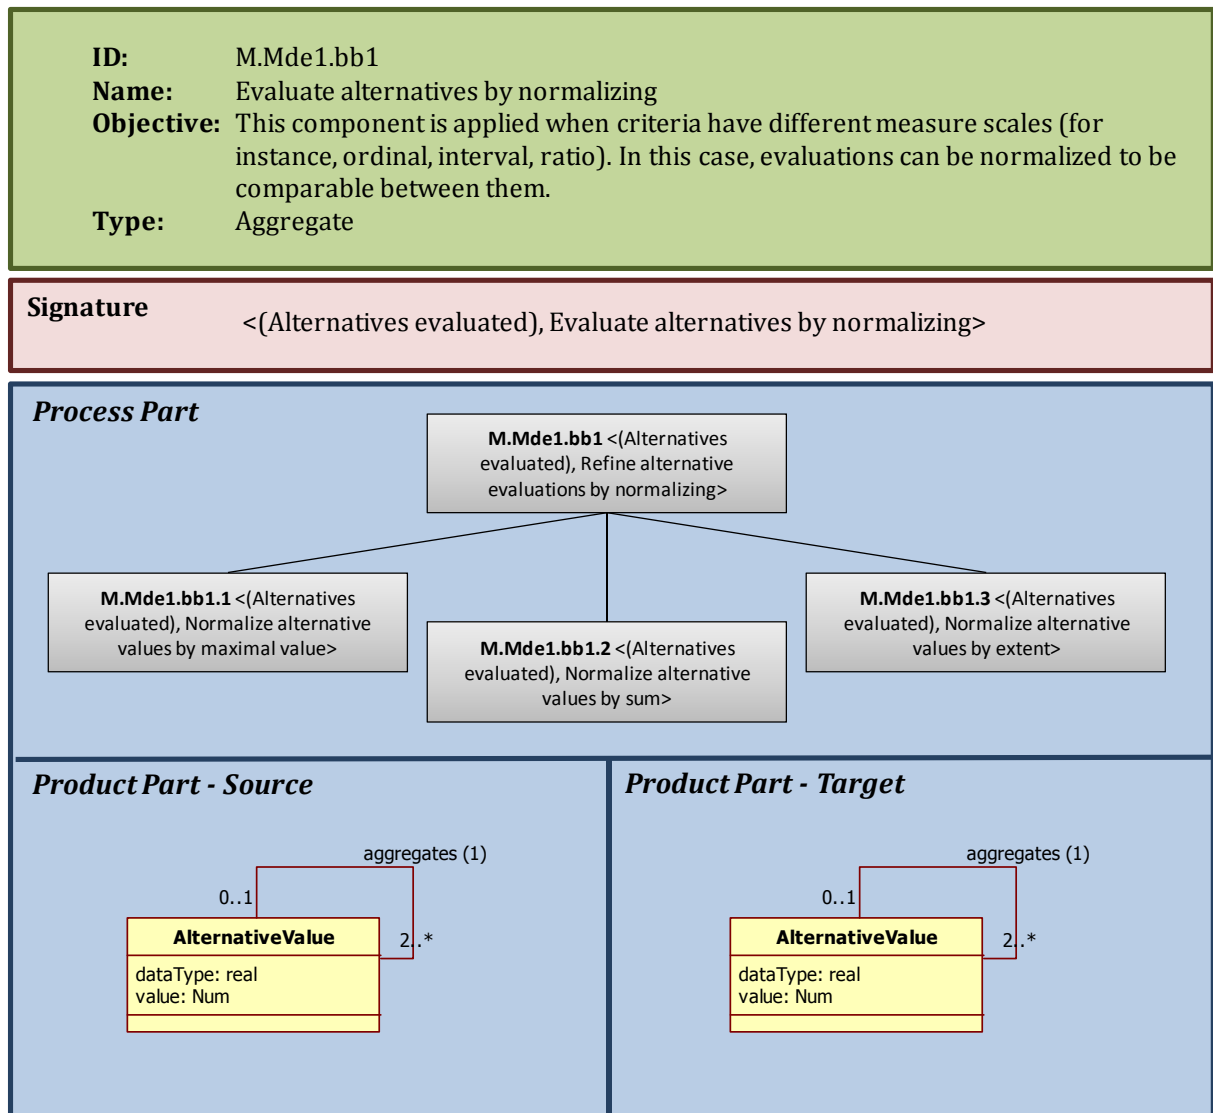 ID: M.Mde1.bb1
Name: Evaluate alternatives by normalizing
Objective: This component is applied when criteria have different measure scales (for
instance, ordinal, interval, ratio). In this case, evaluations can be normalized to be
comparable between them.
Type: Aggregate
Signature
<(Alternatives evaluated), Evaluate alternatives by normalizing>
Process Part
M.Mde1.bb1 <(Alternatives
evaluated), Refine alternative
evaluations by normalizing>
M.Mde1.bb1.1 <(Alternatives
evaluated), Normalize alternative
values by maximal value>
M.Mde1.bb1.2 <(Alternatives
evaluated), Normalize alternative
values by sum>
M.Mde1.bb1.3 <(Alternatives
evaluated), Normalize alternative
values by extent>
Product Part - Source
aggregates (1)
0..1
AlternativeValue
2..*
dataType: real
value: Num
Product Part - Target
aggregates (1)
0..1
AlternativeValue
2..*
dataType: real
value: Num